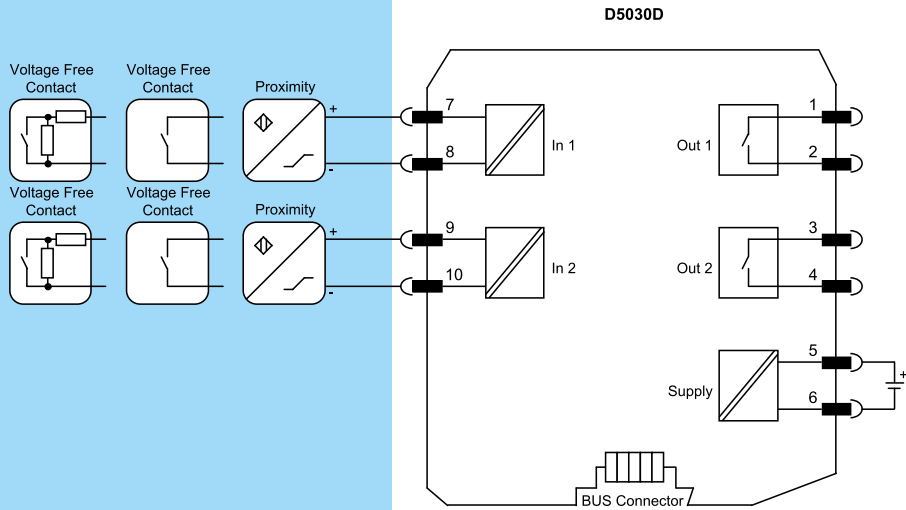 D5030D
Voltage Free
Contact
Voltage Free
Contact
Proximity
+
-
7
8
In 1
Out 1
1
2
Voltage Free
Contact
Voltage Free
Contact
Proximity
+
-
9
10
In 2
Out 2
3
4
Supply
5
6
+
BUS Connector